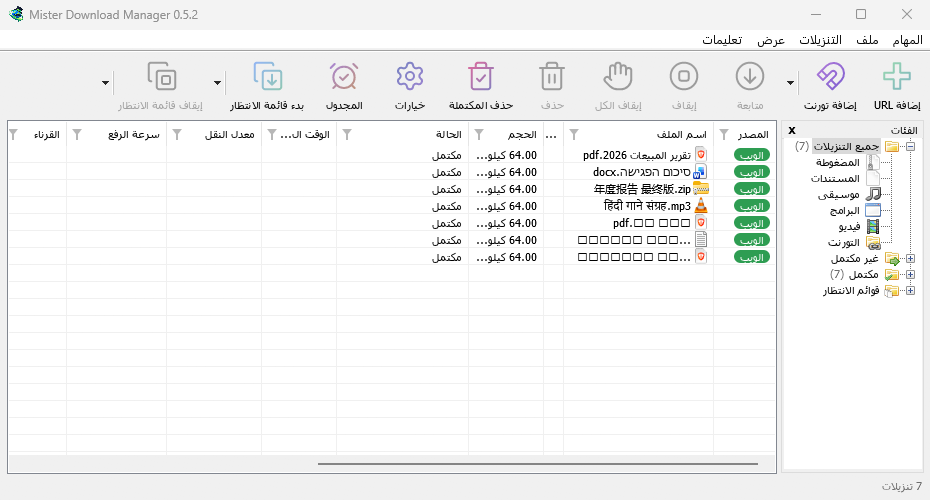 Mister Download Manager 0.5.2
المهام ملف التنزيلات عرض تعليمات
إضافة URL إضافة تورنت متابعة إيقاف إيقاف الكل حذف حذف المكتملة خيارات المجدول بدء قائمة الانتظار إيقاف قائمة الانتظار
الفئات X
جميع التنزيلات (7)
المضغوطة
المستندات
موسيقى
البرامج
فيديو
التورنت
غير مكتمل
مكتمل (7)
قوائم الانتظار
المصدر اسم الملف ... الحجم الحالة الوقت ال... معدل النقل سرعة الرفع القرناء
الويب تقرير المبيعات 2026.pdf 64.00 كيلو... مكتمل
الويب סיכום הפגישה.docx 64.00 كيلو... مكتمل
الويب 年度报告 最终版.zip 64.00 كيلو... مكتمل
الويب हिंदी गाने संग्रह.mp3 64.00 كيلو... مكتمل
الويب .pdf 64.00 كيلو... مكتمل
الويب ... 64.00 كيلو... مكتمل
الويب ... 64.00 كيلو... مكتمل
7 تنزيلات